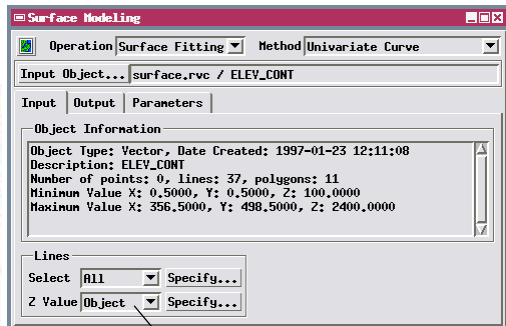 Surface Modeling
Operation Surface Fitting Method Univariate Curve
Input Object... surface.rvc / ELEY_CONT
Input Output Parameters
Object Information
Object Type: Vector, Date Created: 1997-01-23 12:11:08
Description: ELEY_CONT
Number of points: 0, lines: 37, polygons: 11
Minimum Value X: 0.5000, Y: 0.5000, Z: 100.0000
Maximum Value X: 356.5000, Y: 498.5000, Z: 2400.0000
Lines
Select All Specify...
Z Value Object Specify...